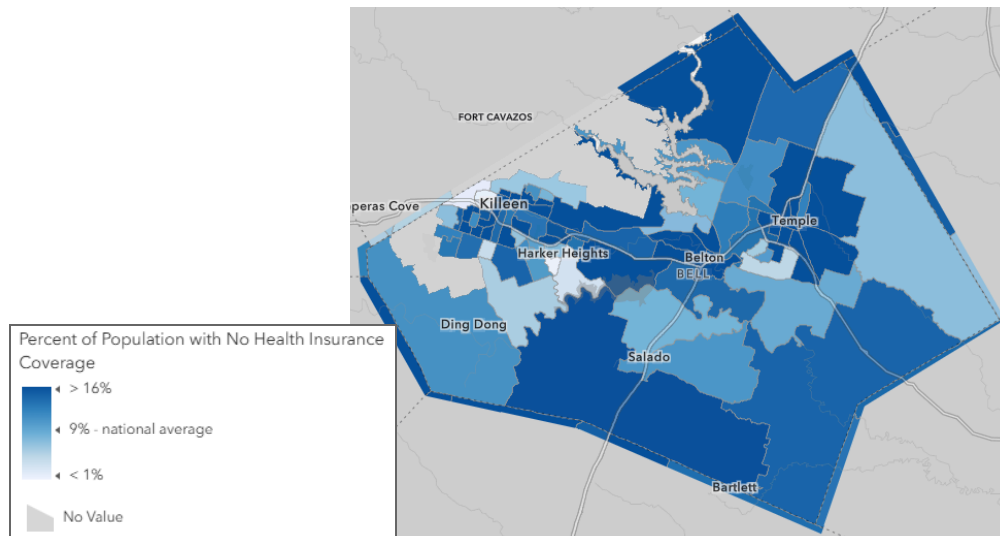 FORT CAVAZOS
peras Cove
Killeen
Temple
Harker Heights
Belton
BELL
Ding Dong
Salado
Bartlett
Percent of Population with No Health Insurance
Coverage
> 16%
9% - national average
< 1%
No Value